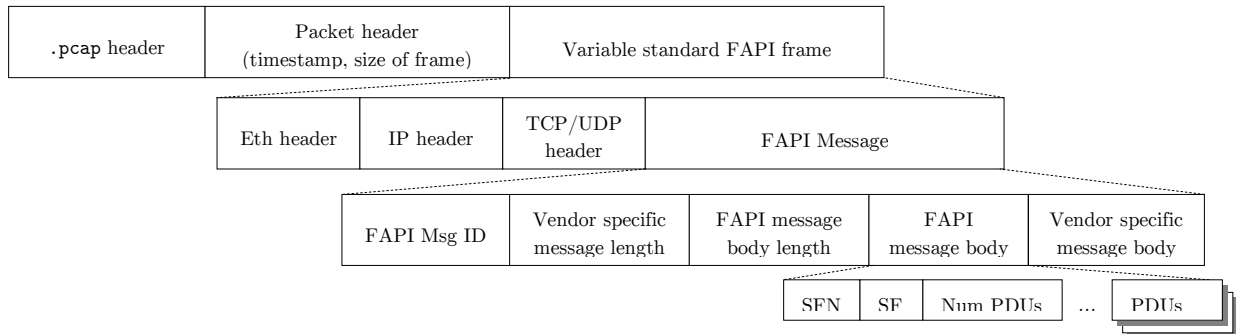 .pcap header
Packet header
(timestamp, size of frame)
Variable standard FAPI frame
Eth header
IP header
TCP/UDP
header
FAPI Message
FAPI Msg ID
Vendor specific
message length
FAPI message
body length
FAPI
message body
Vendor specific
message body
SFN
SF
Num PDUs
...
PDUs